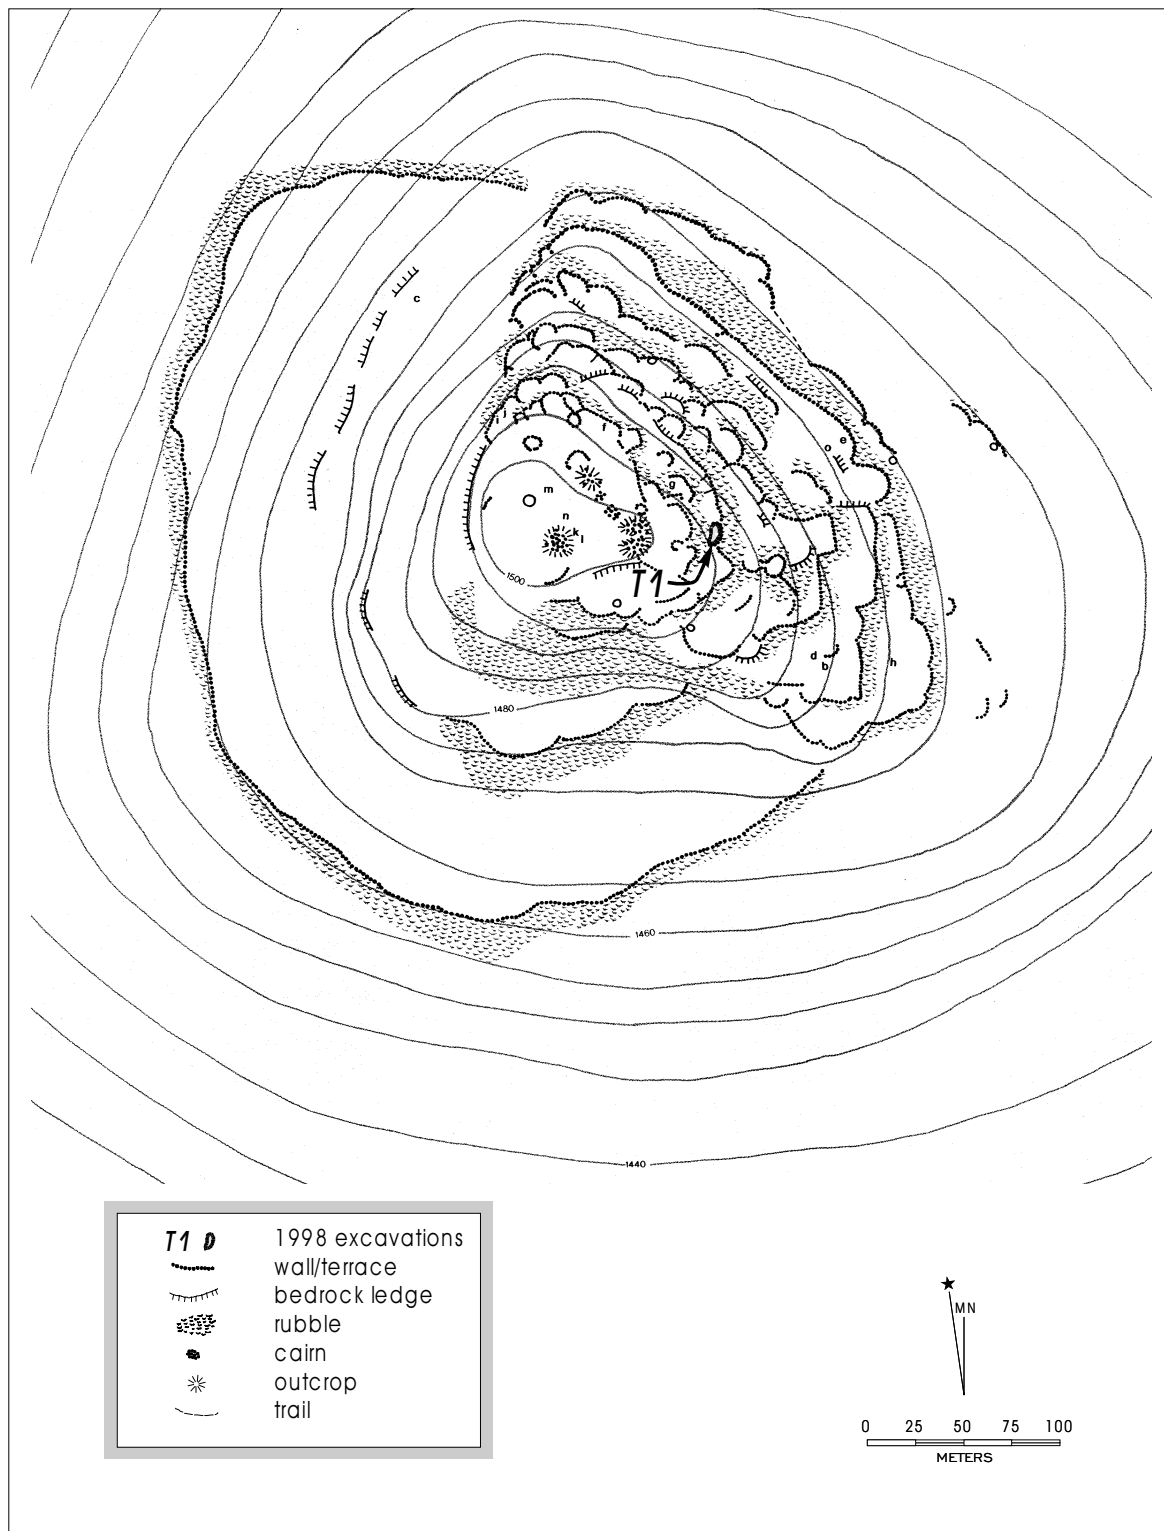 c
e
o
j
f
g
m
n
k
l
T1
1500
d
b
h
1480
1460
1440
T1 D 1998 excavations
wall/terrace
bedrock ledge
rubble
cairn
outcrop
trail
MN
0 25 50 75 100
METERS